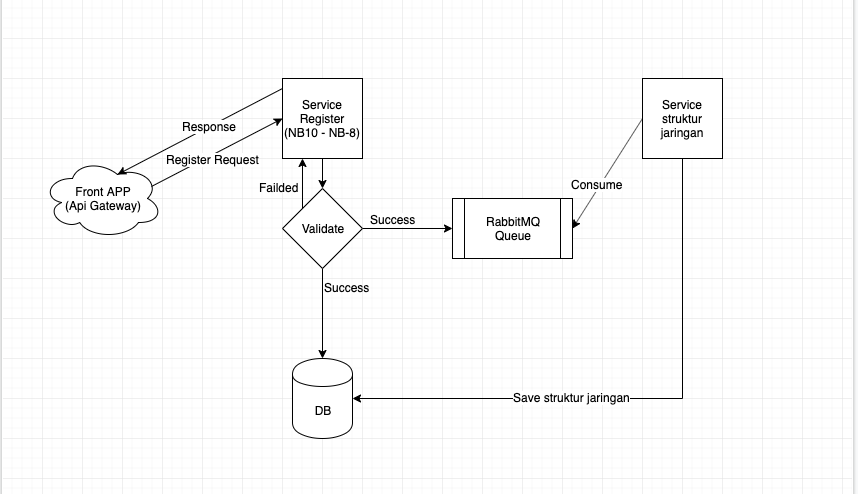 Service
Register
(NB10 - NB-8)
Service
struktur
jaringan
Response
Register Request
Front APP
(Api Gateway)
Failded
Consume
Validate
Success
RabbitMQ
Queue
Success
DB
Save struktur jaringan